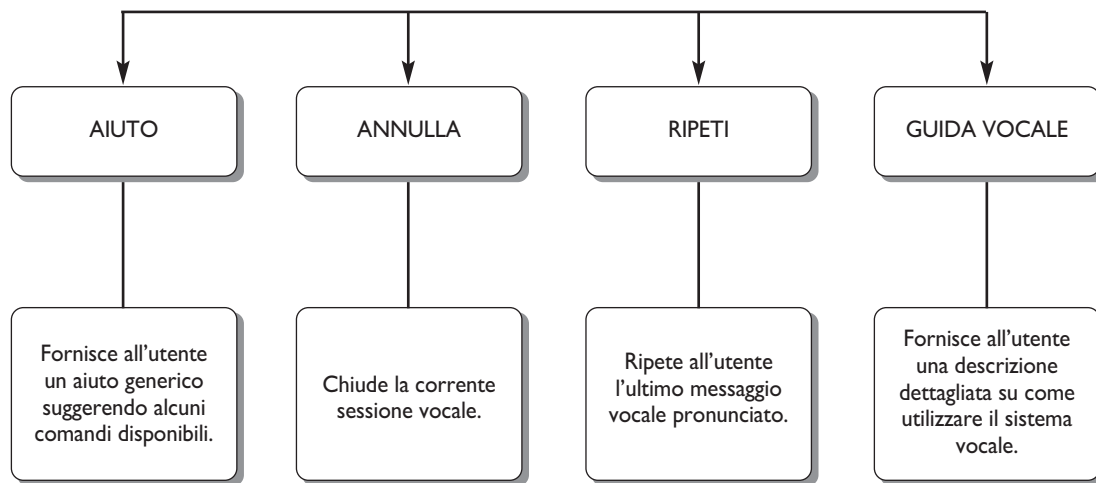 AIUTO
ANNULLA
RIPETI
GUIDA VOCALE
Fornisce all’utente
un aiuto generico
suggerendo alcuni
comandi disponibili.
Chiude la corrente
sessione vocale.
Ripete all’utente
l’ultimo messaggio
vocale pronunciato.
Fornisce all’utente
una descrizione
dettagliata su come
utilizzare il sistema
vocale.